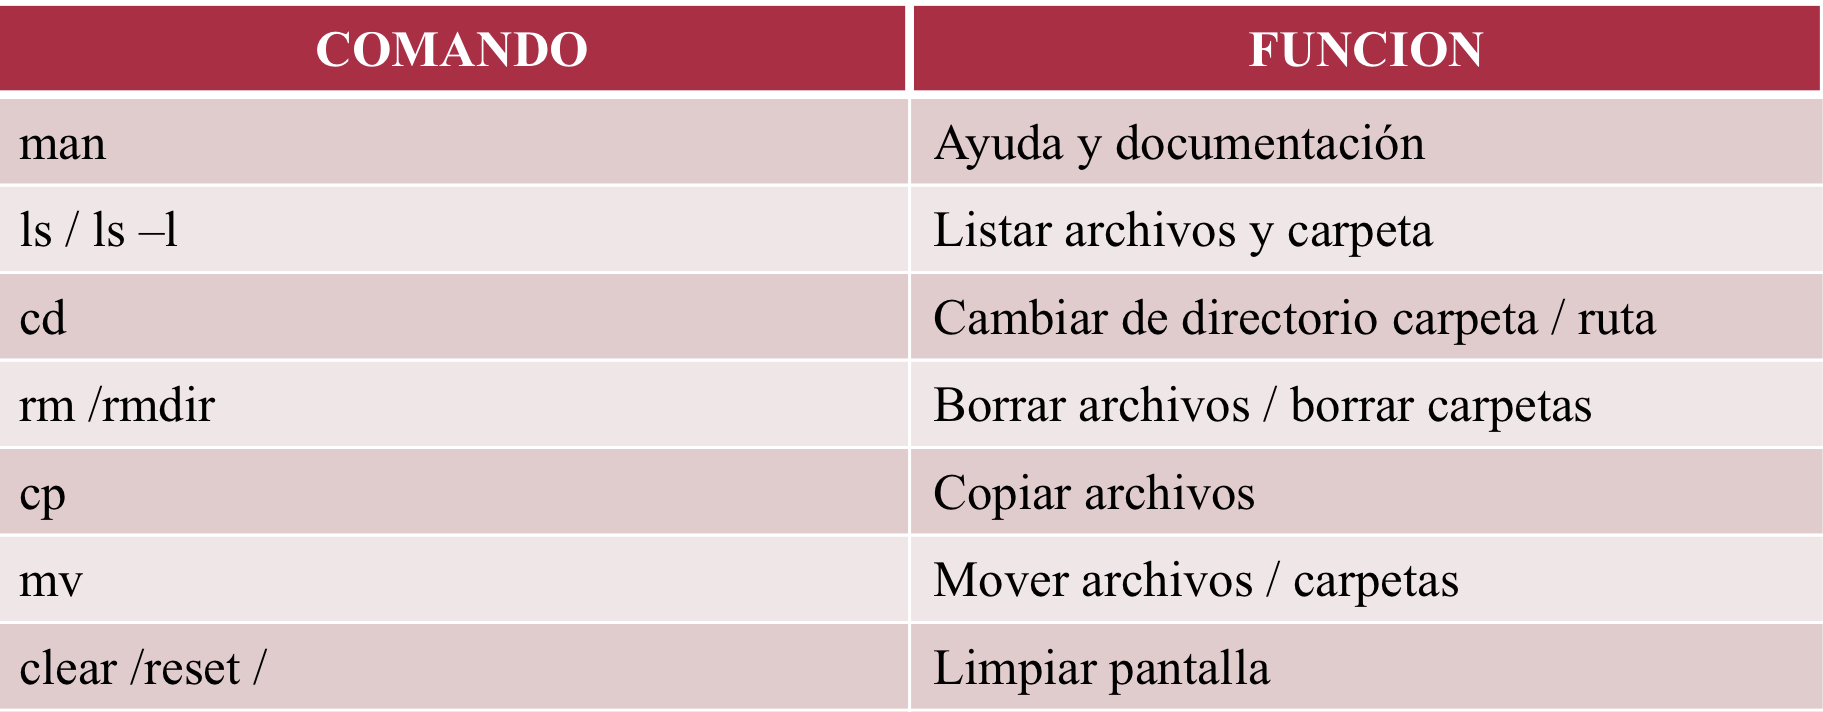 COMANDO FUNCION
man Ayuda y documentación
ls / ls –l Listar archivos y carpeta
cd Cambiar de directorio carpeta / ruta
rm /rmdir Borrar archivos / borrar carpetas
cp Copiar archivos
mv Mover archivos / carpetas
clear /reset / Limpiar pantalla